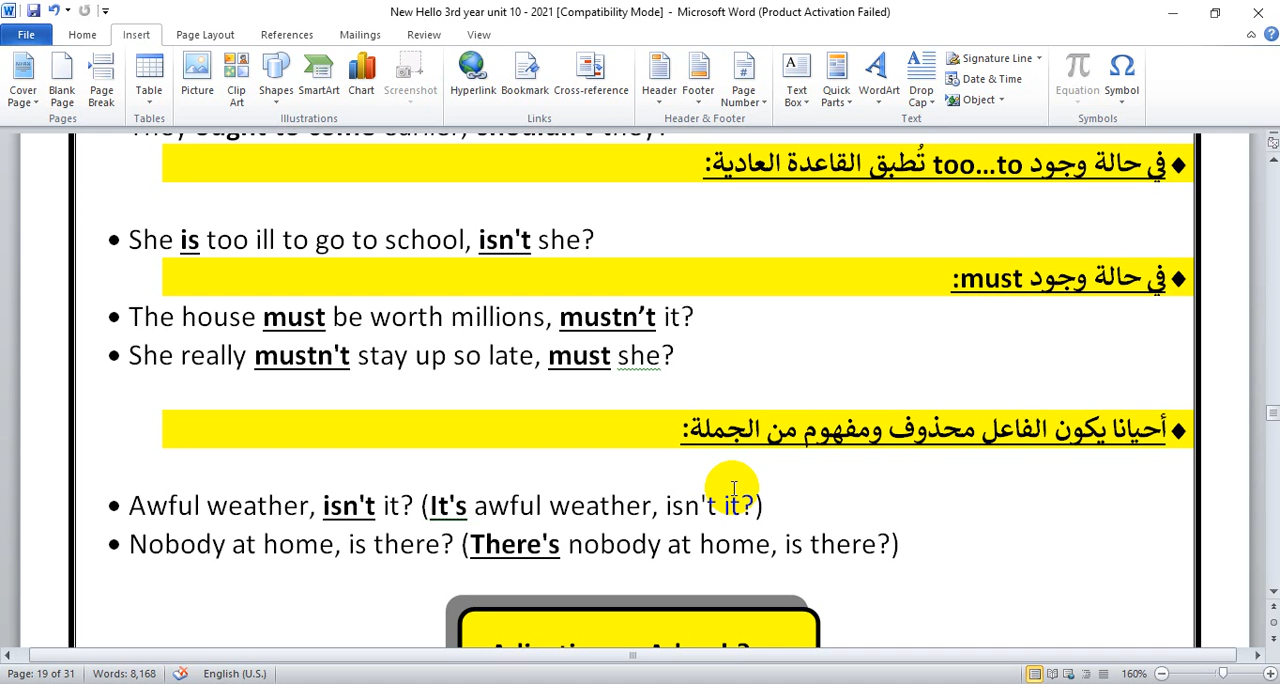 New Hello 3rd year unit 10 - 2021 [Compatibility Mode] - Microsoft Word (Product Activation Failed)
File Home Insert Page Layout References Mailings Review View
Cover Page Blank Page Page Break Table Picture Clip Art Shapes SmartArt Chart Screenshot Hyperlink Bookmark Cross-reference Header Footer Page Number Text Box Quick Parts WordArt Drop Cap Signature Line Date & Time Object Equation Symbol
Pages Tables Illustrations Links Header & Footer Text Symbols
They ought to come earlier, shouldn't they?
♦ في حالة وجود too...to تُطبق القاعدة العادية:
• She is too ill to go to school, isn't she?
♦ في حالة وجود must:
• The house must be worth millions, mustn’t it?
• She really mustn't stay up so late, must she?
♦ أحيانا يكون الفاعل محذوف ومفهوم من الجملة:
• Awful weather, isn't it? (It's awful weather, isn't it?)
• Nobody at home, is there? (There's nobody at home, is there?)
Page: 19 of 31 Words: 8,168 English (U.S.) 160%